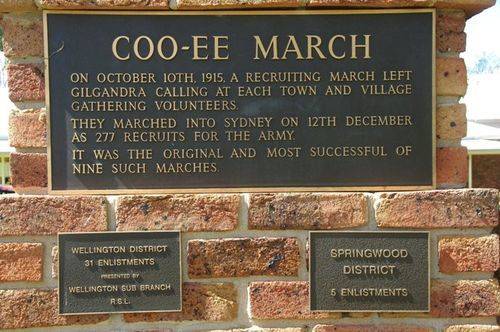 COO-EE MARCH
ON OCTOBER 10TH, 1915, A RECRUITING MARCH LEFT
GILGANDRA CALLING AT EACH TOWN AND VILLAGE
GATHERING VOLUNTEERS.
THEY MARCHED INTO SYDNEY ON 12TH DECEMBER
AS 277 RECRUITS FOR THE ARMY.
IT WAS THE ORIGINAL AND MOST SUCCESSFUL OF
NINE SUCH MARCHES.
WELLINGTON DISTRICT
31 ENLISTMENTS
PRESENTED BY
WELLINGTON SUB BRANCH
R.S.L.
SPRINGWOOD
DISTRICT
5 ENLISTMENTS